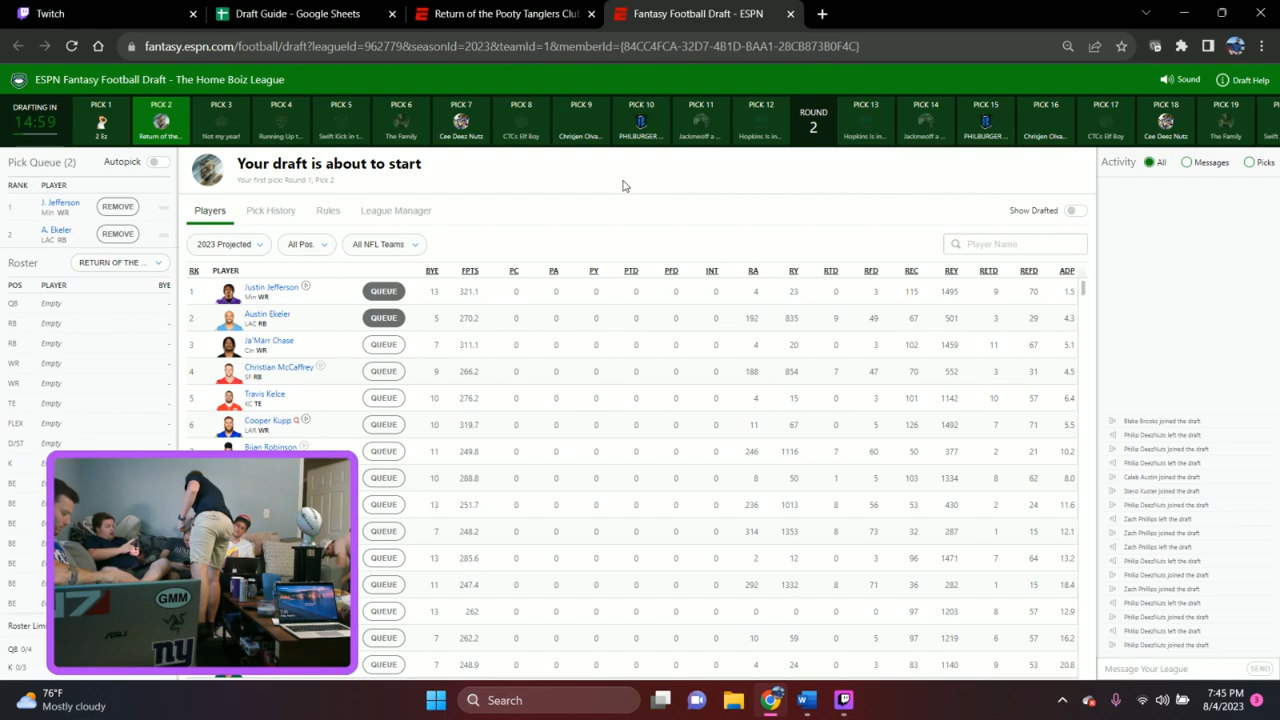 Twitch
Draft Guide - Google Sheets
Return of the Pooty Tanglers Clu
Fantasy Football Draft - ESPN
fantasy.espn.com/football/draft?leagueId=962779&seasonId=2023&teamId=1&memberId={84CC4FCA-32D7-4B1D-BAA1-28CB873B0F4C}
ESPN Fantasy Football Draft - The Home Boiz League
Sound
Draft Help
DRAFTING IN
14:59
PICK 1 PICK 2 PICK 3 PICK 4 PICK 5 PICK 6 PICK 7 PICK 8 PICK 9 PICK 10 PICK 11 PICK 12 ROUND 2 PICK 13 PICK 14 PICK 15 PICK 16 PICK 17 PICK 18 PICK 19 PICK
2 Ez Return of the... Not my year! Running Up t... Swift Kick in t... The Family Cee Deez Nutz CTCs Elf Boy Chrisjen Olva... PHILBURGER... Jackmeoff a ... Hopkins Is in... Hopkins Is in... Jackmeoff a ... PHILBURGER... Chrisjen Olva... CTCs Elf Boy Cee Deez Nutz The Family Swift
Pick Queue (2)
Autopick
RANK PLAYER
1 J. Jefferson Min WR REMOVE
2 A. Ekeler LAC RB REMOVE
Roster
RETURN OF THE ...
POS PLAYER BYE
QB Empty -
RB Empty -
RB Empty -
WR Empty -
WR Empty -
TE Empty -
FLEX Empty -
D/ST Empty -
K
BE
BE
BE
BE
BE
Roster Lim
QB 0/4
K 0/3
Your draft is about to start
Your first pick: Round 1, Pick 2
Players Pick History Rules League Manager
Show Drafted
2023 Projected All Pos. All NFL Teams
Player Name
RK PLAYER BYE FPTS PC PA PY PTD PFD INT RA RY RTD RFD REC REY RETD REFD ADP
1 Justin Jefferson Min WR QUEUE 13 321.1 0 0 0 0 0 0 4 23 0 3 115 1495 9 70 1.5
2 Austin Ekeler LAC RB QUEUE 5 270.2 0 0 0 0 0 0 192 835 9 49 67 501 3 29 4.3
3 Ja'Marr Chase Cin WR QUEUE 7 311.1 0 0 0 0 0 0 4 20 0 3 102 1459 11 67 5.1
4 Christian McCaffrey SF RB QUEUE 9 266.2 0 0 0 0 0 0 188 854 7 47 70 552 3 31 4.5
5 Travis Kelce KC TE QUEUE 10 276.2 0 0 0 0 0 0 4 15 0 3 101 1142 10 57 6.4
6 Cooper Kupp Q LAR WR QUEUE 10 319.7 0 0 0 0 0 0 11 67 0 5 126 1462 7 71 5.5
Bijan Robinson QUEUE 11 249.8 0 0 0 0 0 0 246 1116 7 60 50 377 2 21 10.2
QUEUE 10 288.8 0 0 0 0 0 0 8 50 1 5 103 1334 8 62 8.0
QUEUE 0 0 0 0 0 0 236 1013 8 56 53 430 2 24 11.6
QUEUE 0 0 0 0 0 0 314 1353 8 73 32 287 1 15 12.1
QUEUE 0 0 0 0 0 0 2 12 0 0 96 1471 7 64 13.2
QUEUE 11 247.4 0 0 0 0 0 0 292 1332 8 71 36 282 1 15 18.4
QUEUE 13 262 0 0 0 0 0 0 0 0 0 0 97 1203 8 57 12.9
QUEUE 262.2 0 0 0 0 0 0 10 59 0 3 97 1219 6 57 16.2
QUEUE 7 248.9 0 0 0 0 0 0 4 24 0 3 83 1140 9 53 20.8
GMM
ASUS
ny
Activity All Messages Picks
Blake Brooks joined the draft
Philip DeezNuts left the draft
Philip DeezNuts joined the draft
Philip DeezNuts left the draft
Caleb Austin joined the draft
Stevo Kuster joined the draft
Philip DeezNuts joined the draft
Zach Phillips left the draft
Zach Phillips joined the draft
Zach Phillips left the draft
Philip DeezNuts left the draft
Philip DeezNuts joined the draft
Zach Phillips joined the draft
Philip DeezNuts left the draft
Philip DeezNuts joined the draft
Philip DeezNuts left the draft
Philip DeezNuts joined the draft
Message Your League
SEND
76°F
Mostly cloudy
Search
7:45 PM
8/4/2023
3